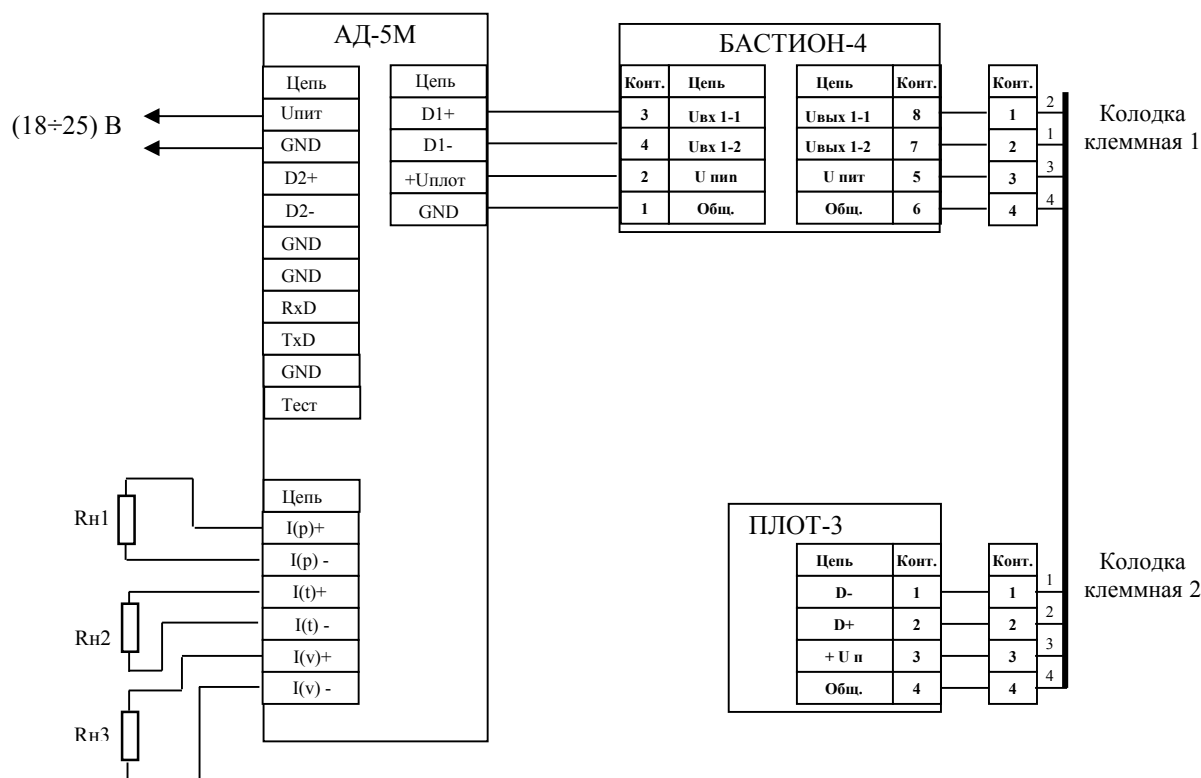 АД-5М
Цепь
Uпит
GND
D2+
D2-
GND
GND
RxD
TxD
GND
Тест
Цепь
D1+
D1-
+Uплот
GND
(18÷25) В
БАСТИОН-4
Конт. Цепь
3 Uвх 1-1
4 Uвх 1-2
2 U пиn
1 Общ.
Цепь Конт.
Uвых 1-1 8
Uвых 1-2 7
U пит 5
Общ. 6
Конт.
1 2
2 1
3 3
4 4
Колодка
клеммная 1
Цепь
I(p)+
I(p) -
I(t)+
I(t) -
I(v)+
I(v) -
Rн1
Rн2
Rн3
ПЛОТ-3
Цепь Конт.
D- 1
D+ 2
+ U п 3
Общ. 4
Конт.
1 1
2 2
3 3
4 4
Колодка
клеммная 2